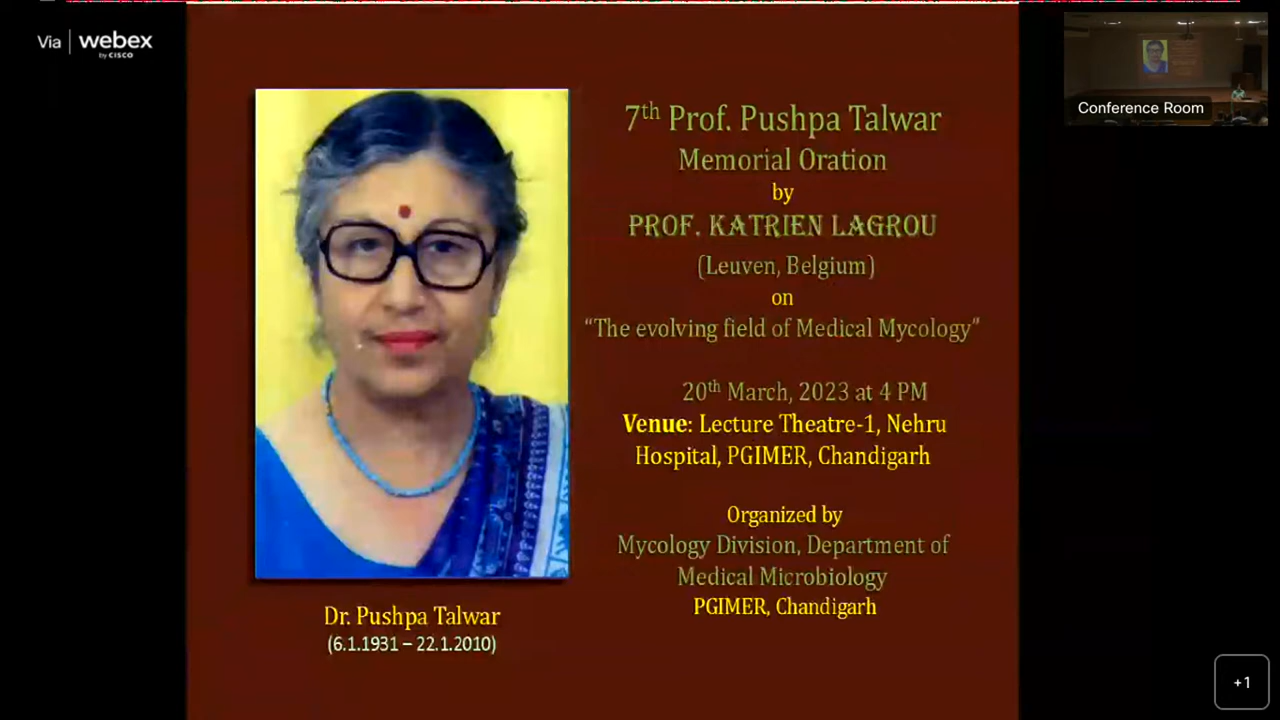 Via webex
by CISCO
Conference Room
7th Prof. Pushpa Talwar
Memorial Oration
by
PROF. KATRIEN LAGROU
(Leuven, Belgium)
on
“The evolving field of Medical Mycology”
20th March, 2023 at 4 PM
Venue: Lecture Theatre-1, Nehru
Hospital, PGIMER, Chandigarh
Organized by
Mycology Division, Department of
Medical Microbiology
PGIMER, Chandigarh
Dr. Pushpa Talwar
(6.1.1931 – 22.1.2010)
+1